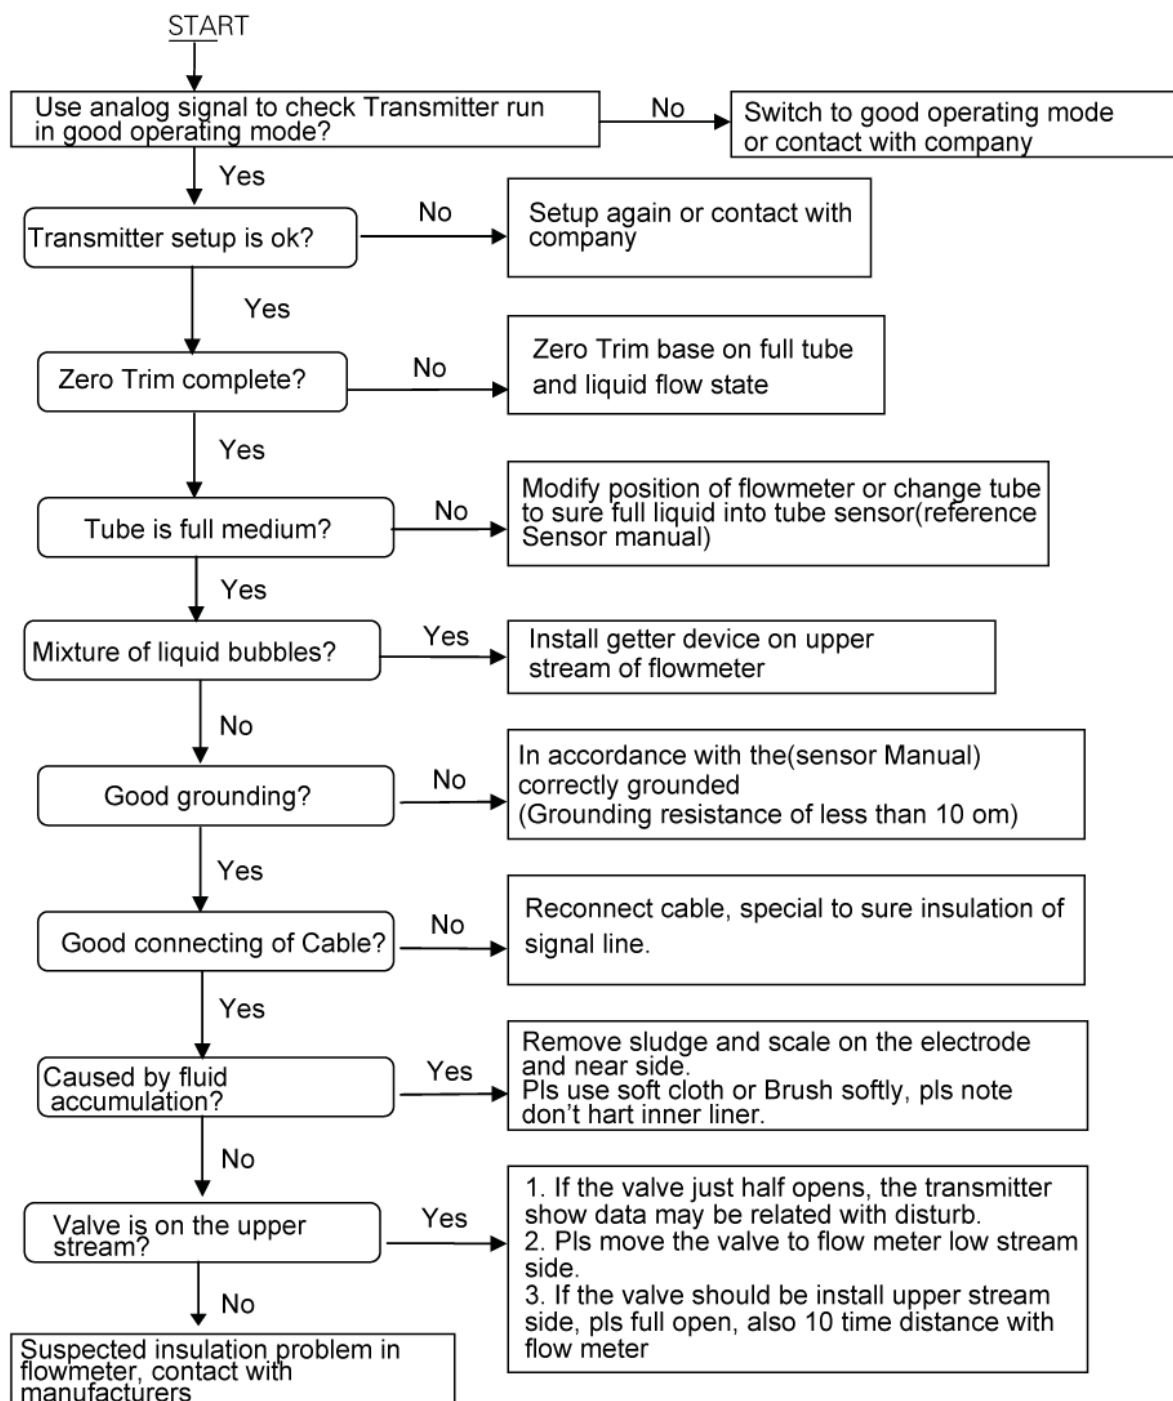 START
Use analog signal to check Transmitter run
in good operating mode?
No
Switch to good operating mode
or contact with company
Yes
Transmitter setup is ok?
No
Setup again or contact with
company
Yes
Zero Trim complete?
No
Zero Trim base on full tube
and liquid flow state
Yes
Tube is full medium?
No
Modify position of flowmeter or change tube
to sure full liquid into tube sensor(reference
Sensor manual)
Yes
Mixture of liquid bubbles?
Yes
Install getter device on upper
stream of flowmeter
No
Good grounding?
No
In accordance with the(sensor Manual)
correctly grounded
(Grounding resistance of less than 10 om)
Yes
Good connecting of Cable?
No
Reconnect cable, special to sure insulation of
signal line.
Yes
Caused by fluid
accumulation?
Yes
Remove sludge and scale on the electrode
and near side.
Pls use soft cloth or Brush softly, pls note
don't hart inner liner.
No
Valve is on the upper
stream?
Yes
1. If the valve just half opens, the transmitter
show data may be related with disturb.
2. Pls move the valve to flow meter low stream
side.
3. If the valve should be install upper stream
side, pls full open, also 10 time distance with
flow meter
No
Suspected insulation problem in
flowmeter, contact with
manufacturers